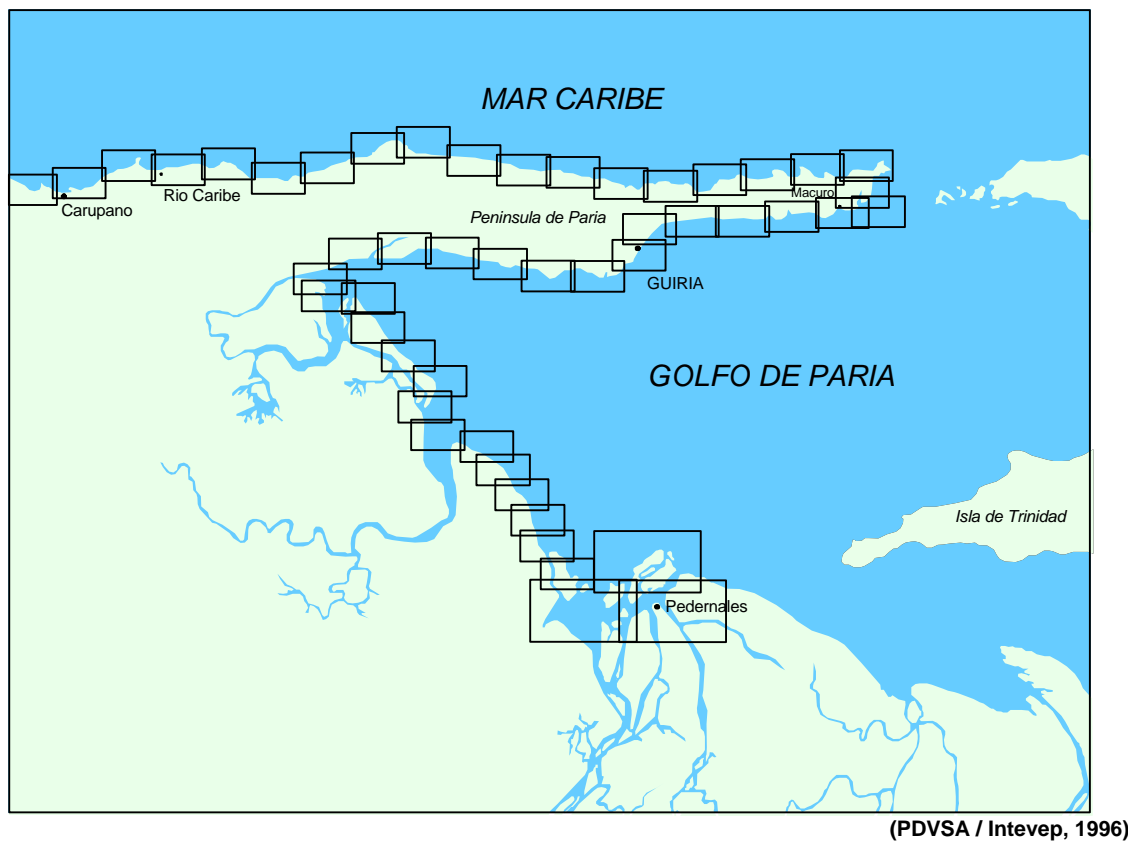 MAR CARIBE
Rio Caribe
Macuro
Carupano
Peninsula de Paria
GUIRIA
GOLFO DE PARIA
Isla de Trinidad
Pedernales
(PDVSA / Intevep, 1996)